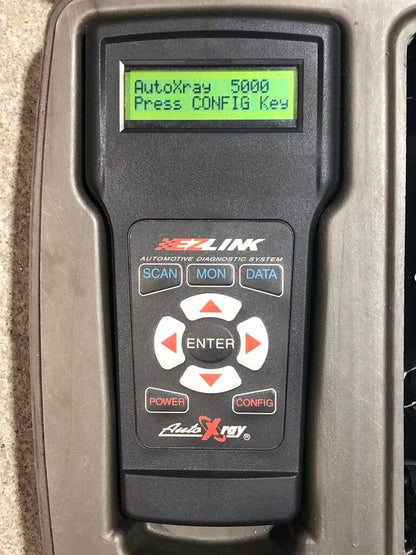 AutoXray 5000
Press CONFIG Key
EZLINK
AUTOMOTIVE DIAGNOSTIC SYSTEM
SCAN MON DATA
ENTER
POWER CONFIG
AutoXray®